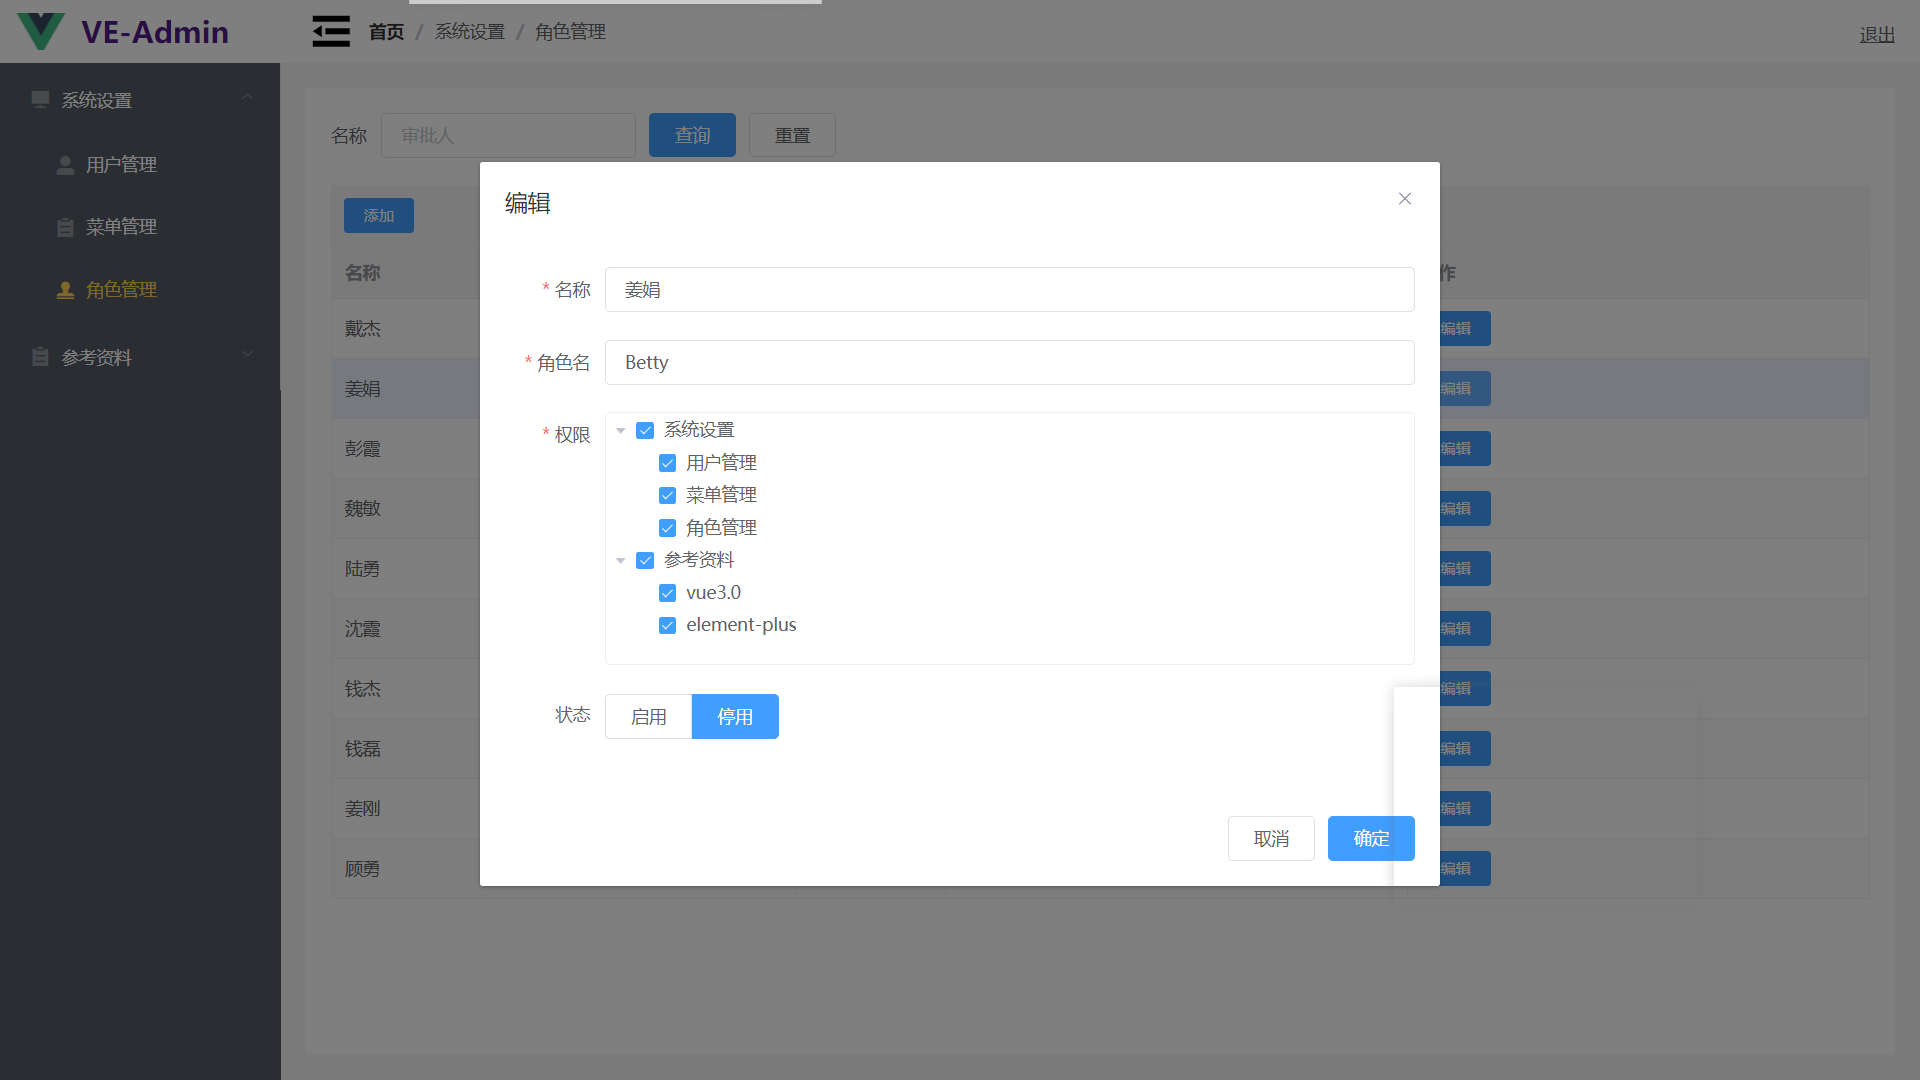 VE-Admin
首页 / 系统设置 / 角色管理
退出
系统设置
用户管理
菜单管理
角色管理
参考资料
名称 审批人 查询 重置
添加
名称 作
戴杰 编辑
姜娟 编辑
彭霞 编辑
魏敏 编辑
陆勇 编辑
沈霞 编辑
钱杰 编辑
钱磊 编辑
姜刚 编辑
顾勇 编辑
编辑
* 名称 姜娟
* 角色名 Betty
* 权限
系统设置
用户管理
菜单管理
角色管理
参考资料
vue3.0
element-plus
状态 启用 停用
取消 确定